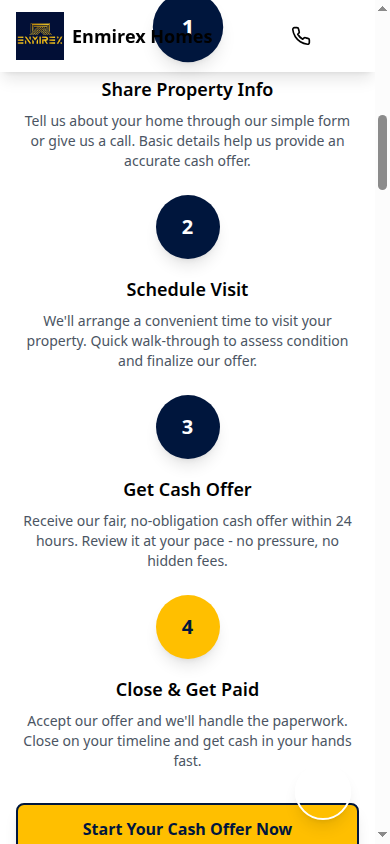 ENMIREX
Enmirex Homes
1
Share Property Info
Tell us about your home through our simple form
or give us a call. Basic details help us provide an
accurate cash offer.
2
Schedule Visit
We'll arrange a convenient time to visit your
property. Quick walk-through to assess condition
and finalize our offer.
3
Get Cash Offer
Receive our fair, no-obligation cash offer within 24
hours. Review it at your pace - no pressure, no
hidden fees.
4
Close & Get Paid
Accept our offer and we'll handle the paperwork.
Close on your timeline and get cash in your hands
fast.
Start Your Cash Offer Now